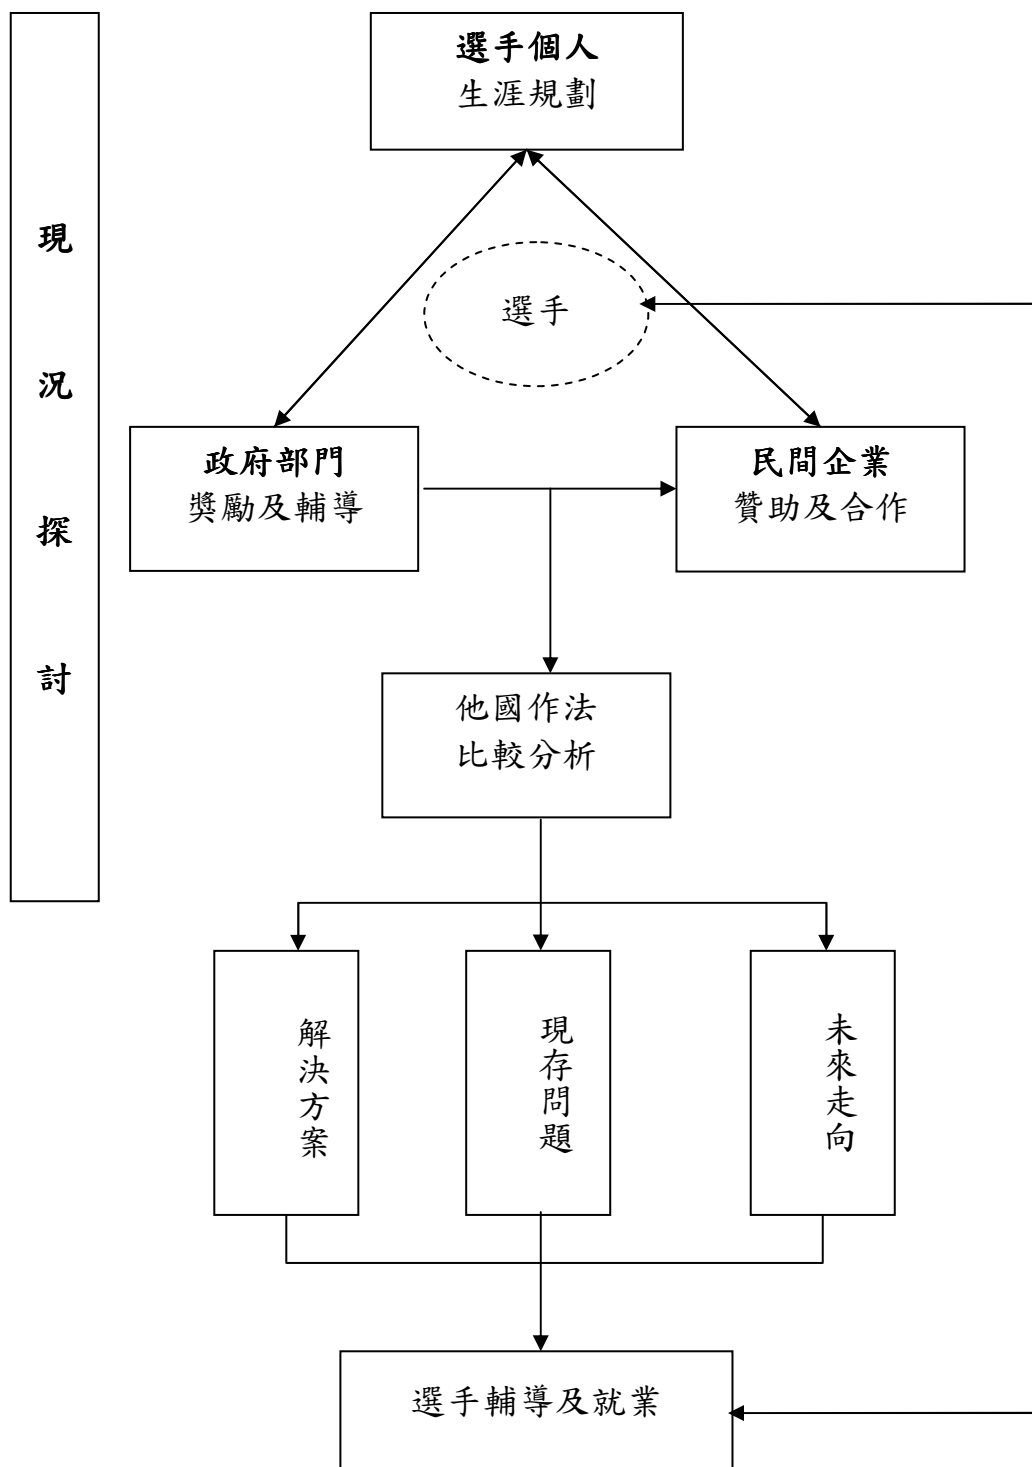 現況探討
選手個人
生涯規劃
選手
政府部門
獎勵及輔導
民間企業
贊助及合作
他國作法
比較分析
解決方案
現存問題
未來走向
選手輔導及就業